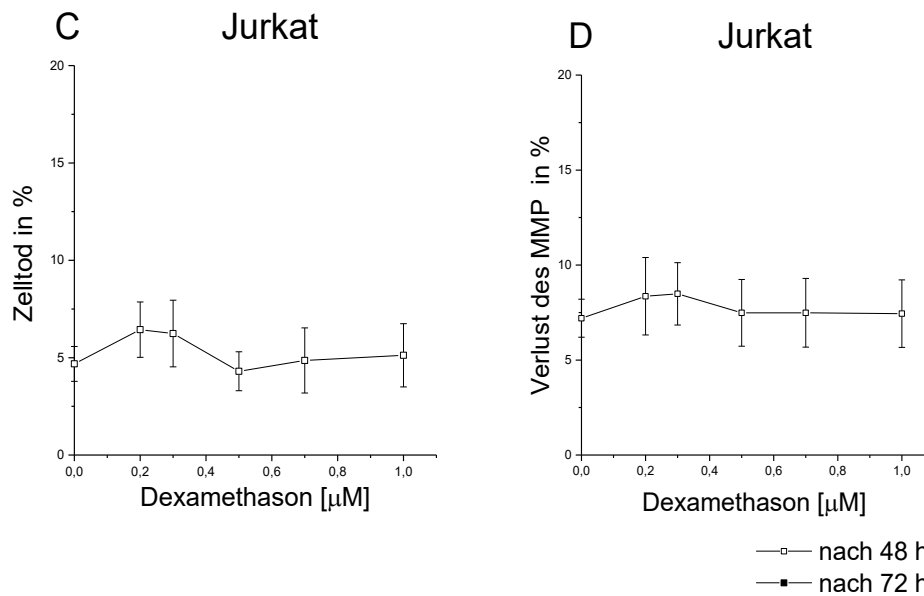 C Jurkat
20
15
10
5
0
Zelltod in %
0,0 0,2 0,4 0,6 0,8 1,0
Dexamethason [μM]
D Jurkat
20
15
10
5
0
Verlust des MMP in %
0,0 0,2 0,4 0,6 0,8 1,0
Dexamethason [μM]
nach 48 h
nach 72 h